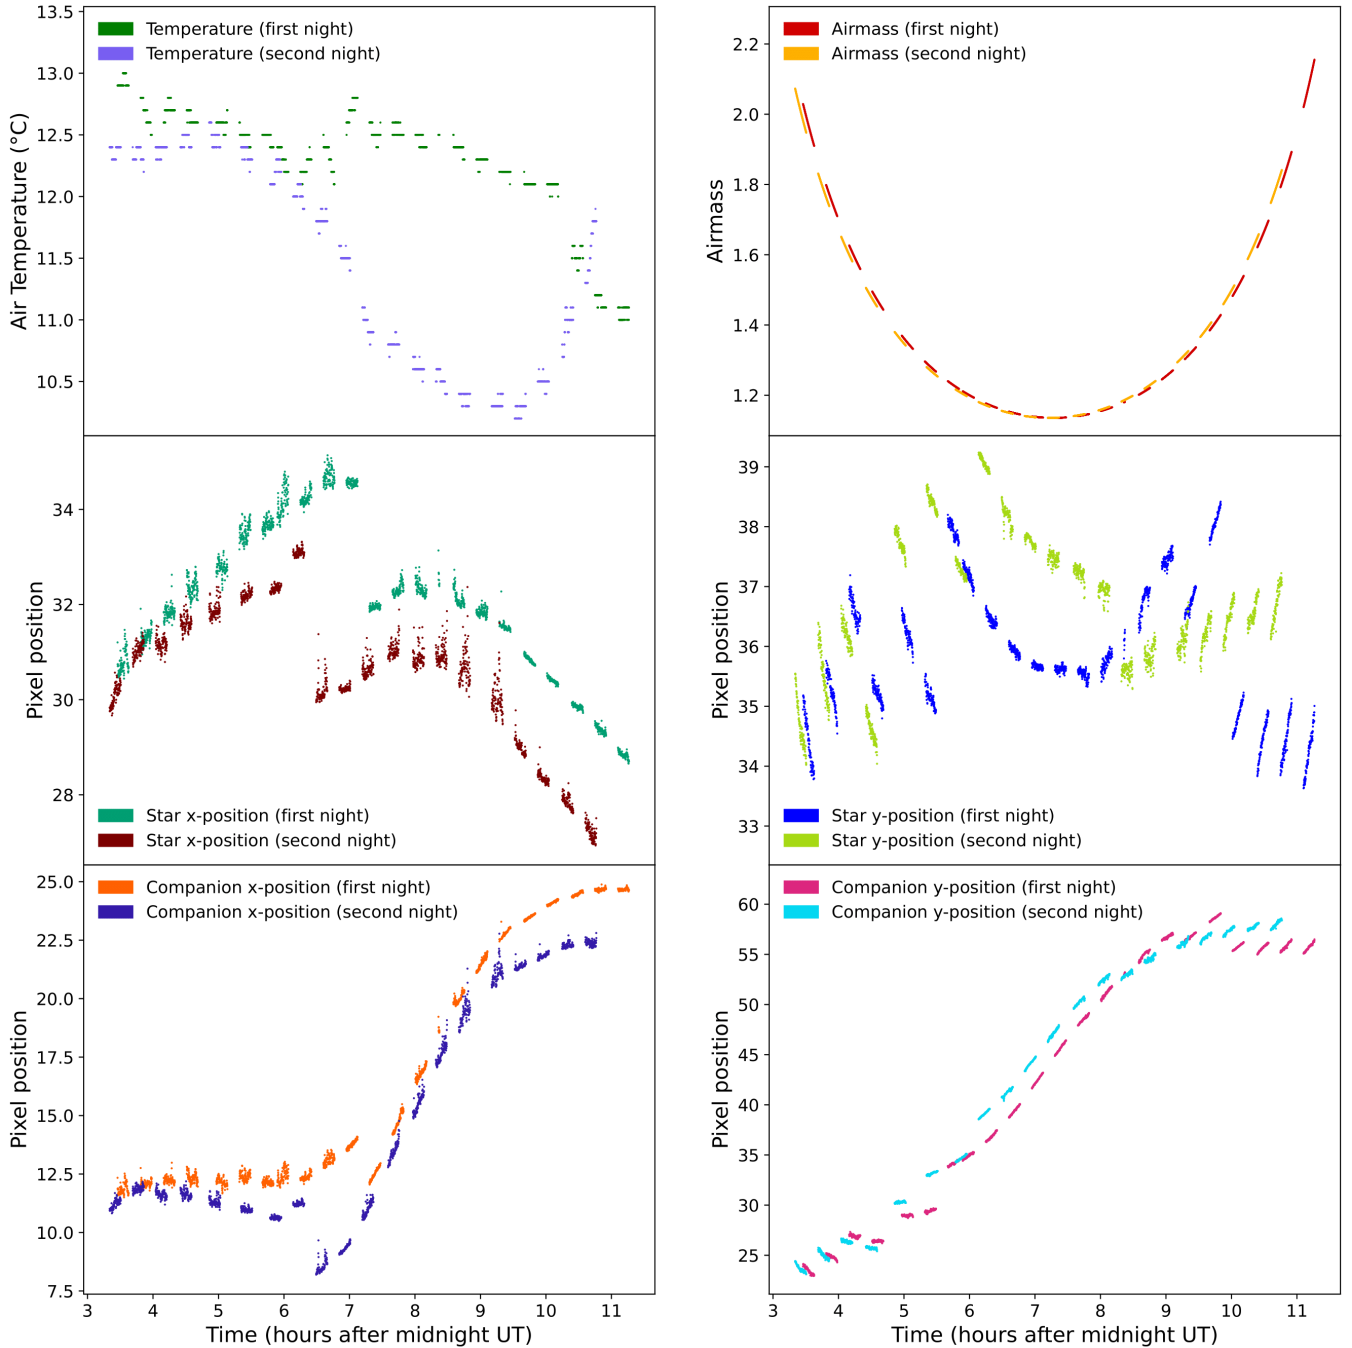 Air Temperature (°C)
13.5
13.0
12.5
12.0
11.5
11.0
10.5
Temperature (first night)
Temperature (second night)
Airmass
2.2
2.0
1.8
1.6
1.4
1.2
Airmass (first night)
Airmass (second night)
Pixel position
34
32
30
28
Star x-position (first night)
Star x-position (second night)
Pixel position
39
38
37
36
35
34
33
Star y-position (first night)
Star y-position (second night)
Pixel position
25.0
22.5
20.0
17.5
15.0
12.5
10.0
7.5
Companion x-position (first night)
Companion x-position (second night)
3 4 5 6 7 8 9 10 11
Time (hours after midnight UT)
Pixel position
60
55
50
45
40
35
30
25
Companion y-position (first night)
Companion y-position (second night)
3 4 5 6 7 8 9 10 11
Time (hours after midnight UT)